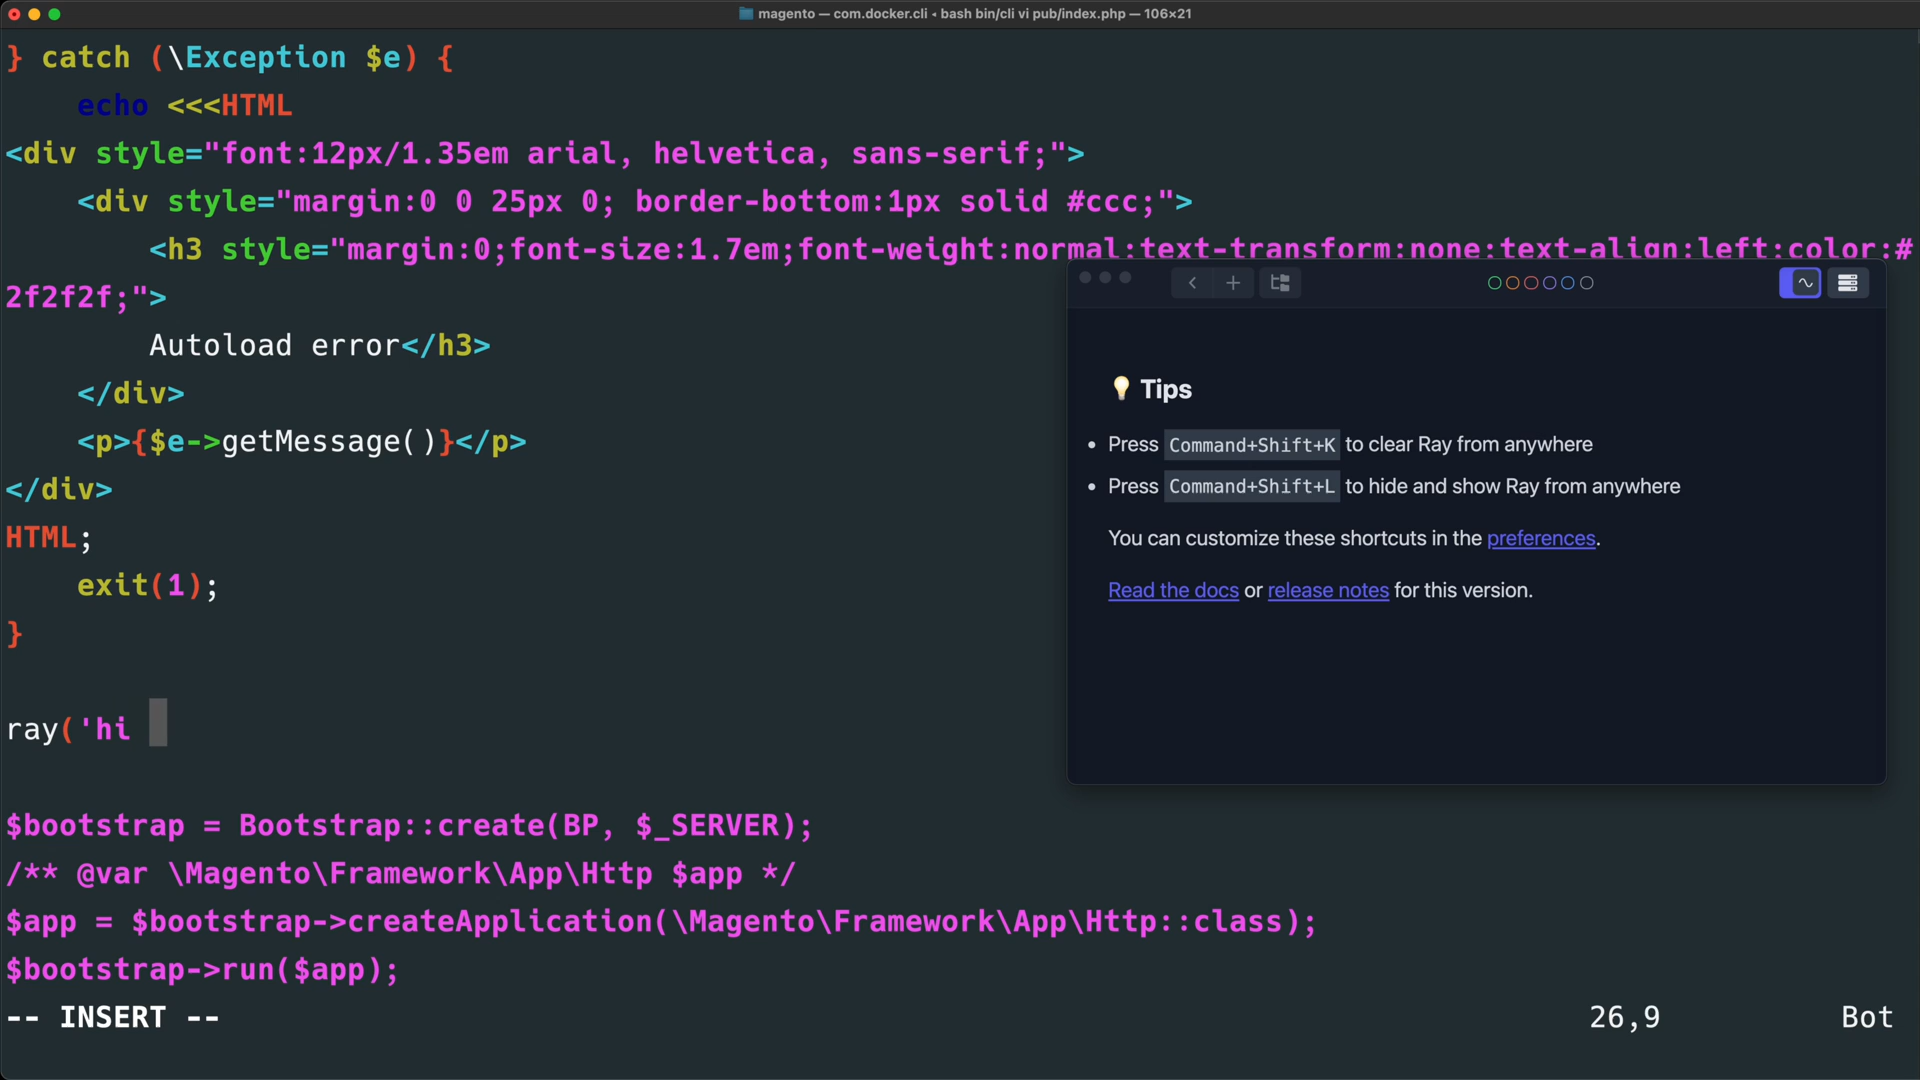 magento — com.docker.cli ◂ bash bin/cli vi pub/index.php — 106×21
} catch (\Exception $e) {
    echo <<<HTML
<div style="font:12px/1.35em arial, helvetica, sans-serif;">
    <div style="margin:0 0 25px 0; border-bottom:1px solid #ccc;">
        <h3 style="margin:0;font-size:1.7em;font-weight:normal;text-transform:none;text-align:left;color:#
2f2f2f;">
        Autoload error</h3>
    </div>
    <p>{$e->getMessage()}</p>
</div>
HTML;
    exit(1);
}
ray('hi
$bootstrap = Bootstrap::create(BP, $_SERVER);
/** @var \Magento\Framework\App\Http $app */
$app = $bootstrap->createApplication(\Magento\Framework\App\Http::class);
$bootstrap->run($app);
-- INSERT --
26,9
Bot
💡 Tips
• Press Command+Shift+K to clear Ray from anywhere
• Press Command+Shift+L to hide and show Ray from anywhere
You can customize these shortcuts in the preferences.
Read the docs or release notes for this version.